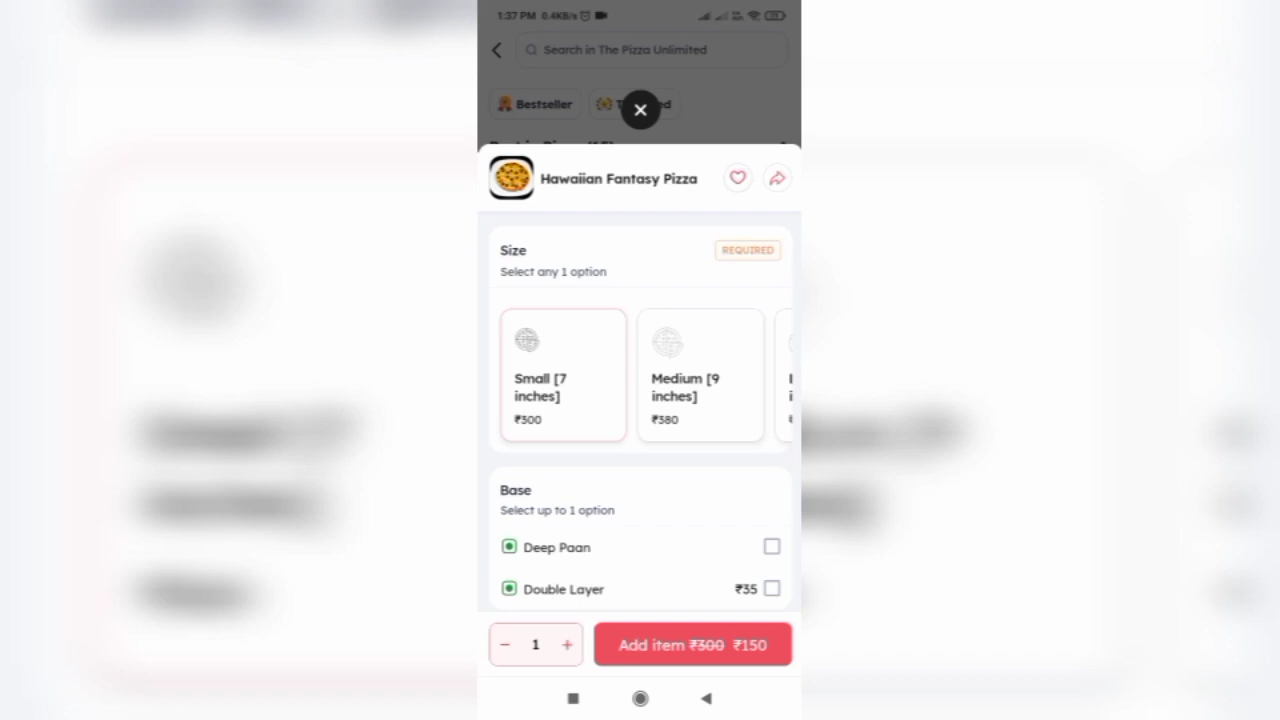 1:37 PM 0.4KB/s
Search in The Pizza Unlimited
Bestseller
Hawaiian Fantasy Pizza
Size
REQUIRED
Select any 1 option
Small [7
inches]
₹300
Medium [9
inches]
₹380
Base
Select up to 1 option
Deep Paan
Double Layer ₹35
− 1 +
Add item ₹300 ₹150